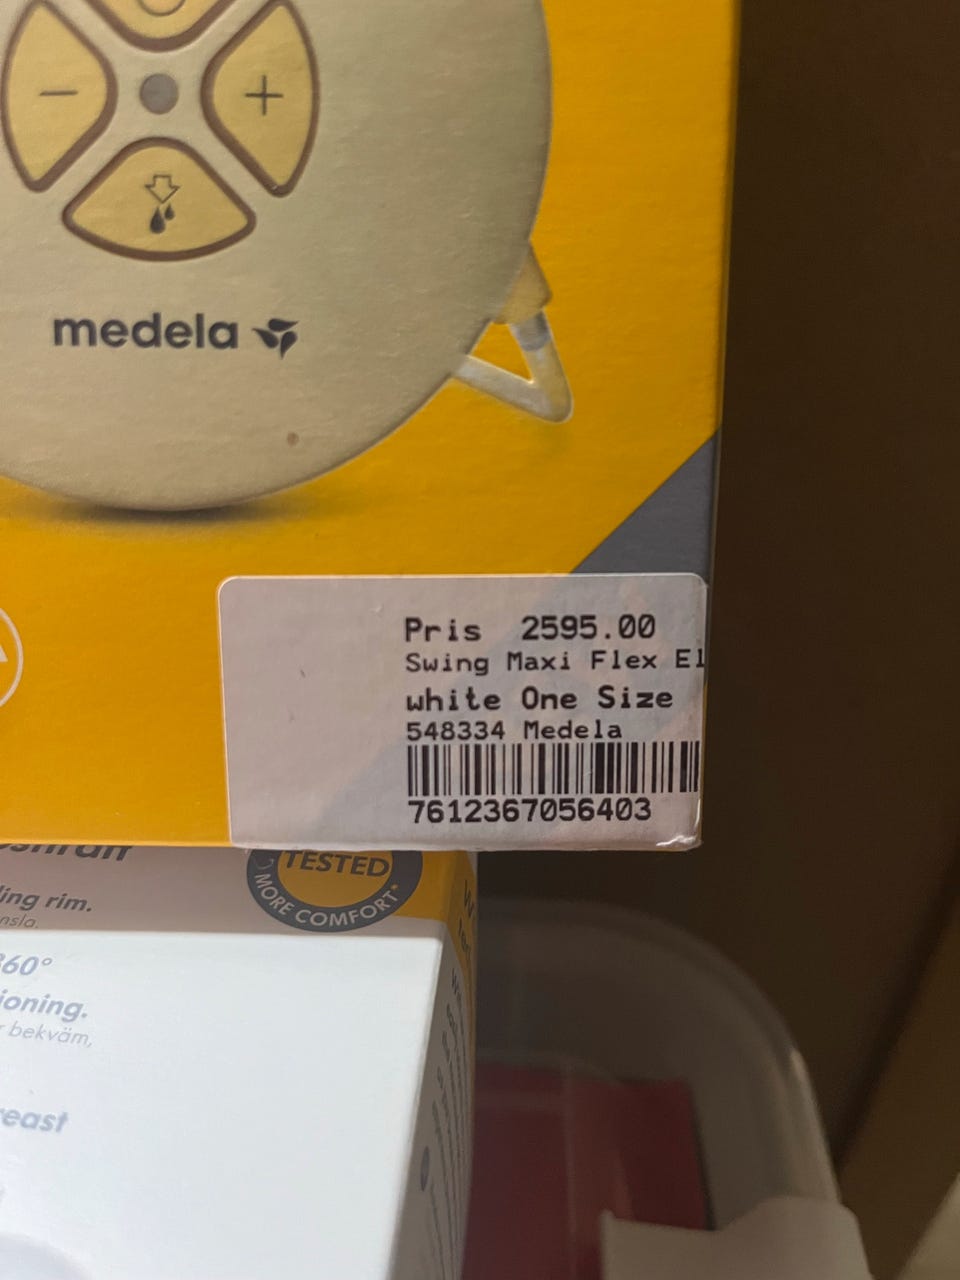 medela
Pris 2595.00
Swing Maxi Flex El
white One Size
548334 Medela
7612367056403
TESTED
MORE COMFORT*
ling rim.
nsla.
360°
ioning.
bekväm,
reast